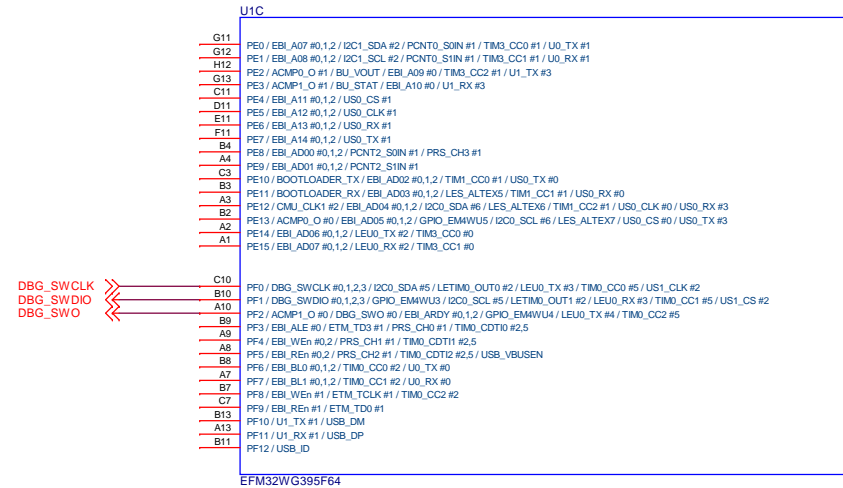 U1C
G11 PE0 / EBI_A07 #0,1,2 / I2C1_SDA #2 / PCNT0_S0IN #1 / TIM3_CC0 #1 / U0_TX #1
G12 PE1 / EBI_A08 #0,1,2 / I2C1_SCL #2 / PCNT0_S1IN #1 / TIM3_CC1 #1 / U0_RX #1
H12 PE2 / ACMP0_O #1 / BU_VOUT / EBI_A09 #0 / TIM3_CC2 #1 / U1_TX #3
G13 PE3 / ACMP1_O #1 / BU_STAT / EBI_A10 #0 / U1_RX #3
C11 PE4 / EBI_A11 #0,1,2 / US0_CS #1
D11 PE5 / EBI_A12 #0,1,2 / US0_CLK #1
E11 PE6 / EBI_A13 #0,1,2 / US0_RX #1
F11 PE7 / EBI_A14 #0,1,2 / US0_TX #1
B4 PE8 / EBI_AD00 #0,1,2 / PCNT2_S0IN #1 / PRS_CH3 #1
A4 PE9 / EBI_AD01 #0,1,2 / PCNT2_S1IN #1
C3 PE10 / BOOTLOADER_TX / EBI_AD02 #0,1,2 / TIM1_CC0 #1 / US0_TX #0
B3 PE11 / BOOTLOADER_RX / EBI_AD03 #0,1,2 / LES_ALTEX5 / TIM1_CC1 #1 / US0_RX #0
A3 PE12 / CMU_CLK1 #2 / EBI_AD04 #0,1,2 / I2C0_SDA #6 / LES_ALTEX6 / TIM1_CC2 #1 / US0_CLK #0 / US0_RX #3
B2 PE13 / ACMP0_O #0 / EBI_AD05 #0,1,2 / GPIO_EM4WU5 / I2C0_SCL #6 / LES_ALTEX7 / US0_CS #0 / US0_TX #3
A2 PE14 / EBI_AD06 #0,1,2 / LEU0_TX #2 / TIM3_CC0 #0
A1 PE15 / EBI_AD07 #0,1,2 / LEU0_RX #2 / TIM3_CC1 #0
DBG_SWCLK C10 PF0 / DBG_SWCLK #0,1,2,3 / I2C0_SDA #5 / LETIM0_OUT0 #2 / LEU0_TX #3 / TIM0_CC0 #5 / US1_CLK #2
DBG_SWDIO B10 PF1 / DBG_SWDIO #0,1,2,3 / GPIO_EM4WU3 / I2C0_SCL #5 / LETIM0_OUT1 #2 / LEU0_RX #3 / TIM0_CC1 #5 / US1_CS #2
DBG_SWO A10 PF2 / ACMP1_O #0 / DBG_SWO #0 / EBI_ARDY #0,1,2 / GPIO_EM4WU4 / LEU0_TX #4 / TIM0_CC2 #5
B9 PF3 / EBI_ALE #0 / ETM_TD3 #1 / PRS_CH0 #1 / TIM0_CDTI0 #2,5
A9 PF4 / EBI_WEn #0,2 / PRS_CH1 #1 / TIM0_CDTI1 #2,5
A8 PF5 / EBI_REn #0,2 / PRS_CH2 #1 / TIM0_CDTI2 #2,5 / USB_VBUSEN
B8 PF6 / EBI_BL0 #0,1,2 / TIM0_CC0 #2 / U0_TX #0
A7 PF7 / EBI_BL1 #0,1,2 / TIM0_CC1 #2 / U0_RX #0
B7 PF8 / EBI_WEn #1 / ETM_TCLK #1 / TIM0_CC2 #2
C7 PF9 / EBI_REn #1 / ETM_TD0 #1
B13 PF10 / U1_TX #1 / USB_DM
A13 PF11 / U1_RX #1 / USB_DP
B11 PF12 / USB_ID
EFM32WG395F64